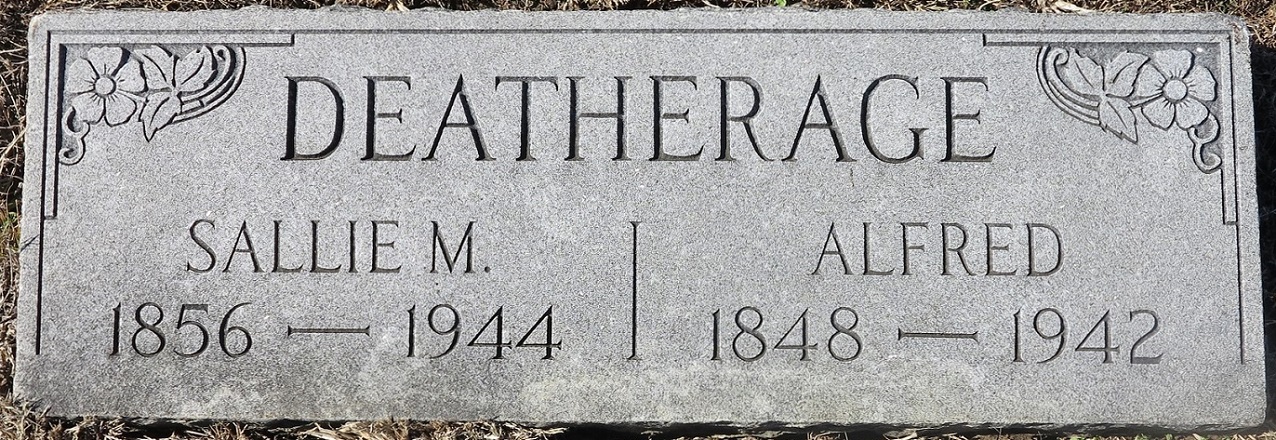 DEATHERAGE
SALLIE M.
1856 — 1944
ALFRED
1848 — 1942